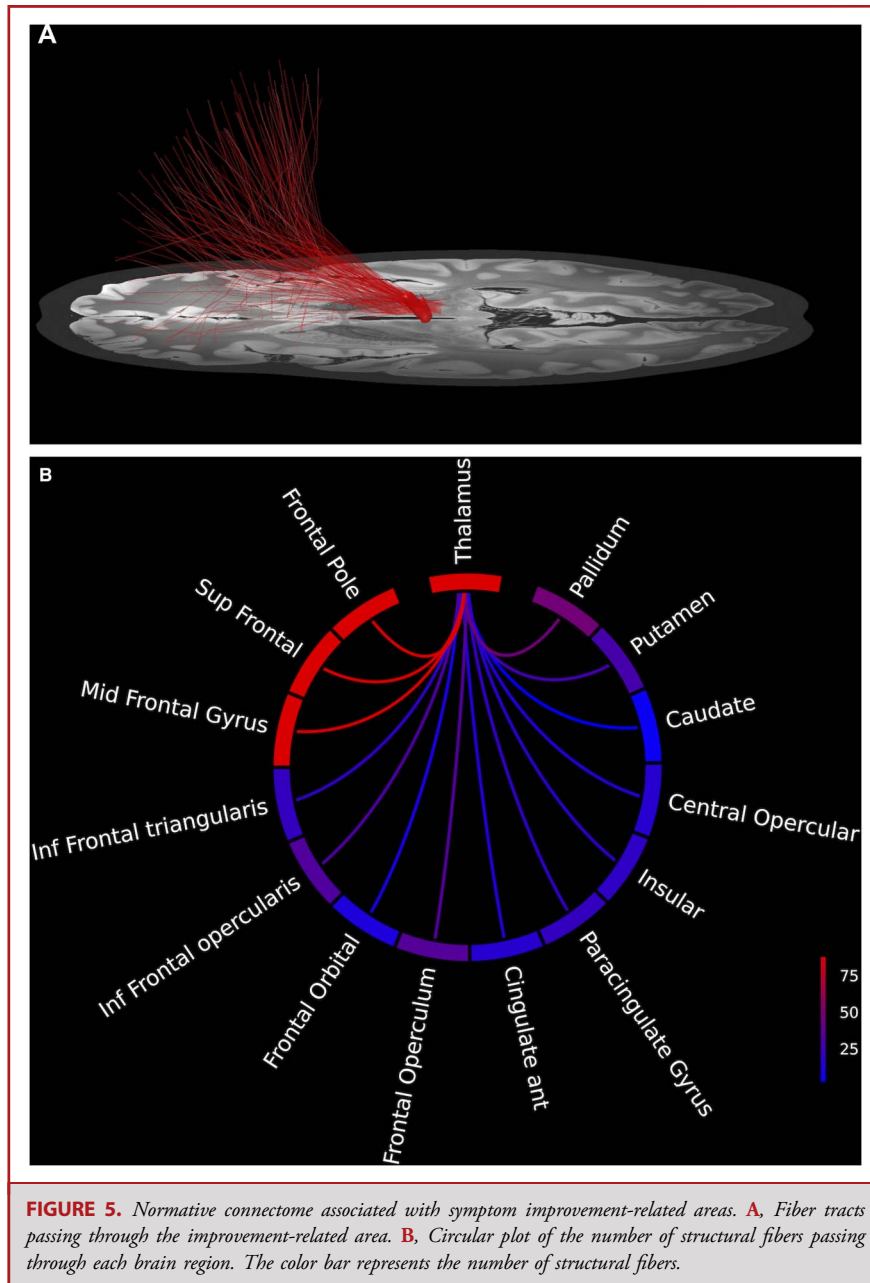 A
B
Thalamus
Frontal Pole
Pallidum
Sup Frontal
Putamen
Mid Frontal Gyrus
Caudate
Inf Frontal triangularis
Central Opercular
Inf Frontal opercularis
Insular
Frontal Orbital
Paracingulate Gyrus
Frontal Operculum
Cingulate ant
75
50
25
FIGURE 5. Normative connectome associated with symptom improvement-related areas. A, Fiber tracts
passing through the improvement-related area. B, Circular plot of the number of structural fibers passing
through each brain region. The color bar represents the number of structural fibers.